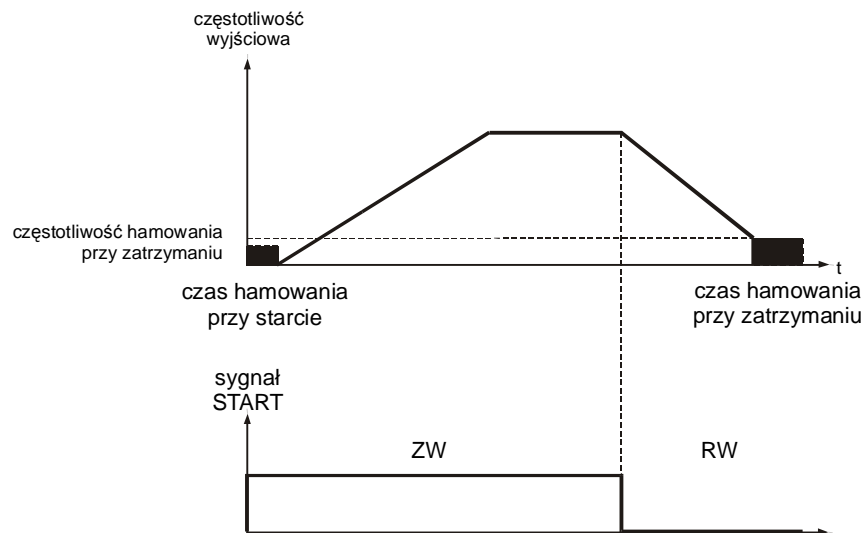 częstotliwość
wyjściowa
częstotliwość hamowania
przy zatrzymaniu
t
czas hamowania
przy starcie
czas hamowania
przy zatrzymaniu
sygnał
START
ZW
RW